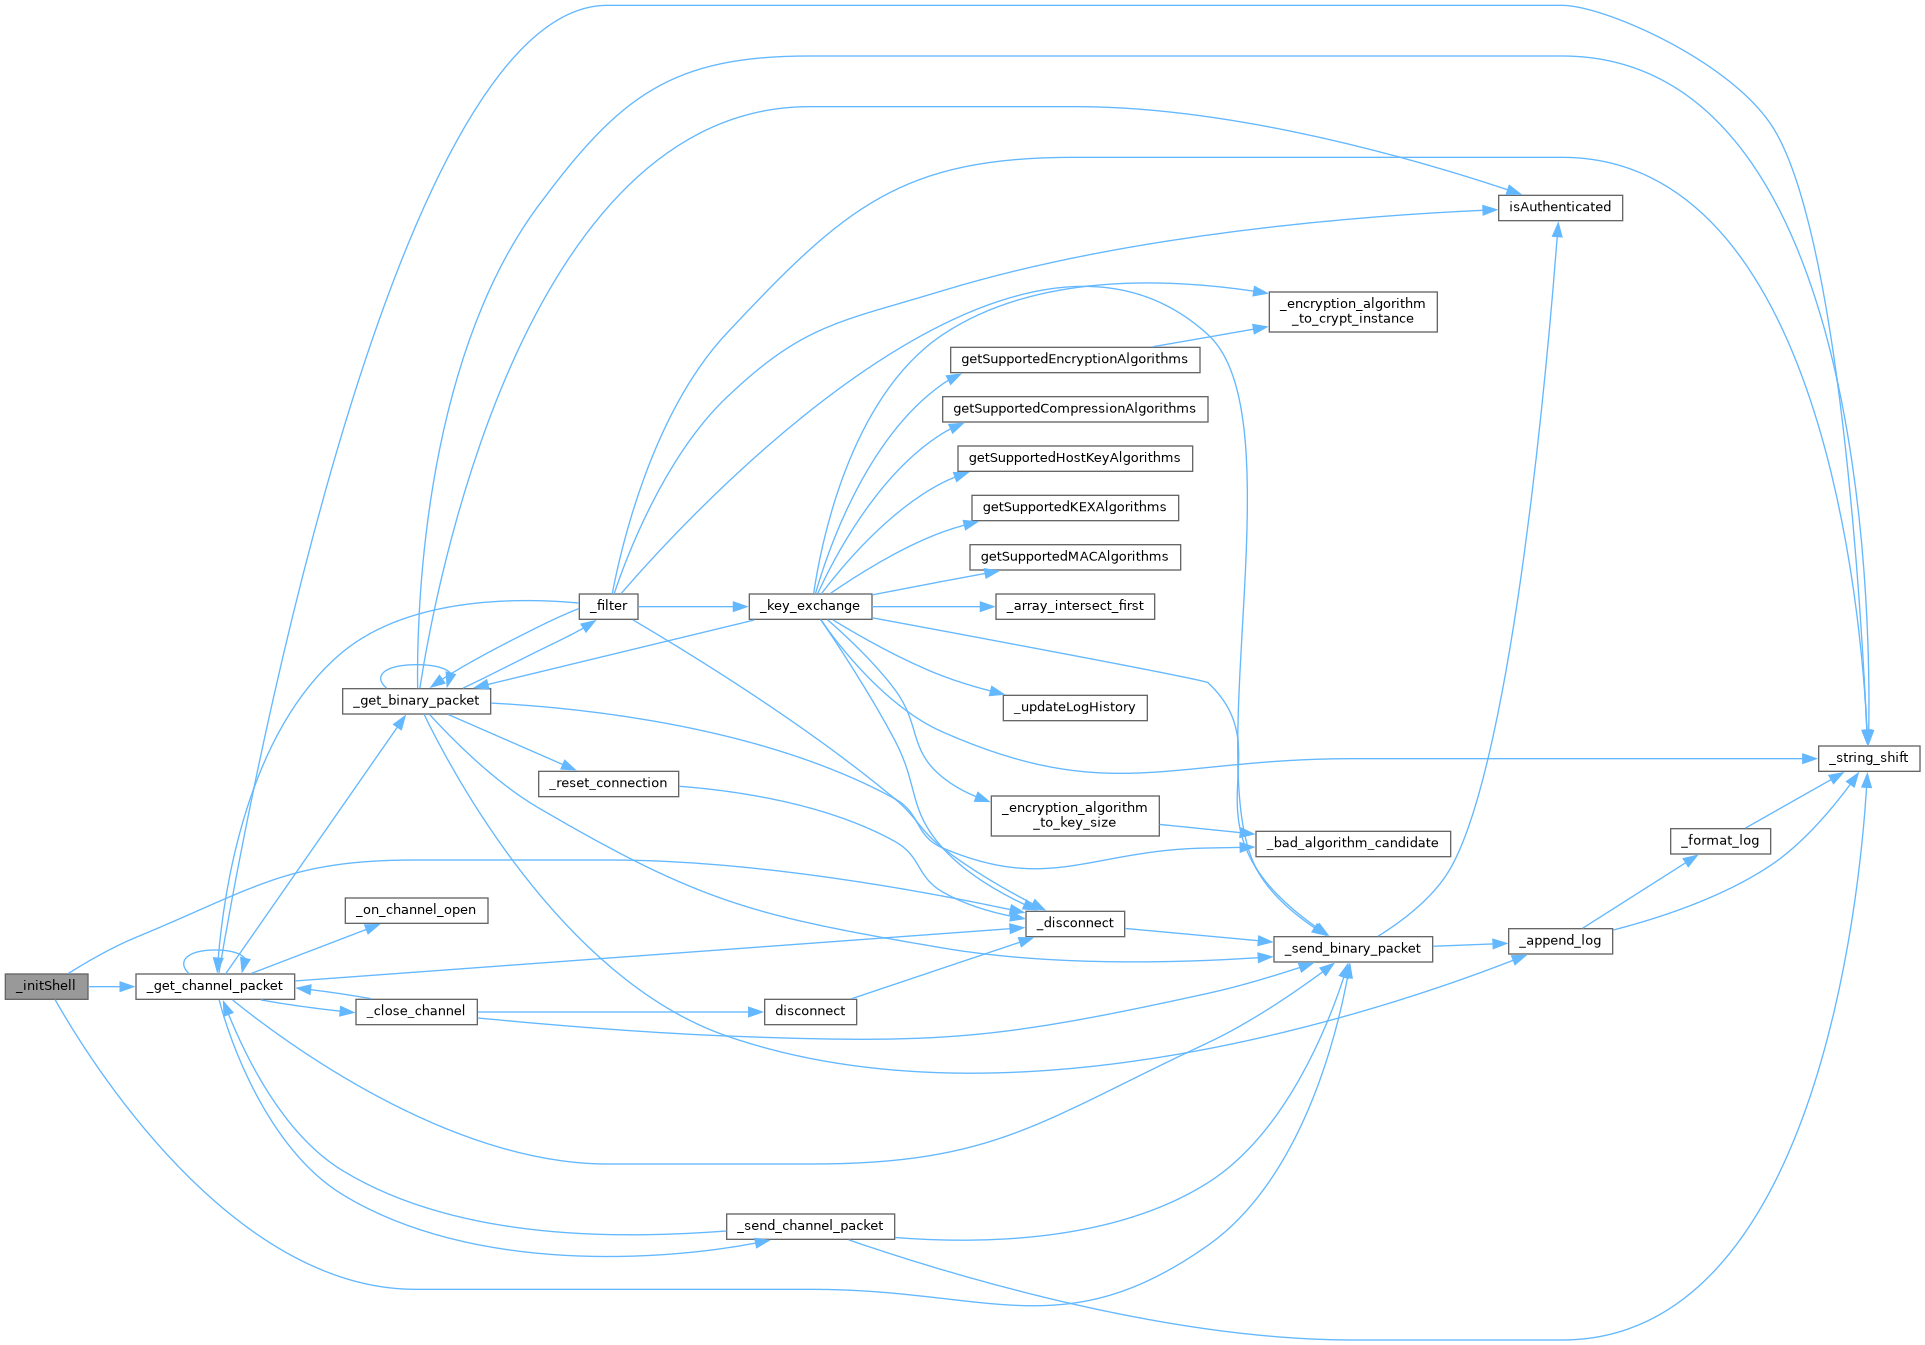 isAuthenticated
_encryption_algorithm
_to_crypt_instance
getSupportedEncryptionAlgorithms
getSupportedCompressionAlgorithms
getSupportedHostKeyAlgorithms
getSupportedKEXAlgorithms
getSupportedMACAlgorithms
_filter
_key_exchange
_array_intersect_first
_get_binary_packet
_updateLogHistory
_string_shift
_reset_connection
_encryption_algorithm
_to_key_size
_bad_algorithm_candidate
_format_log
_on_channel_open
_disconnect
_send_binary_packet
_append_log
_initShell
_get_channel_packet
_close_channel
disconnect
_send_channel_packet